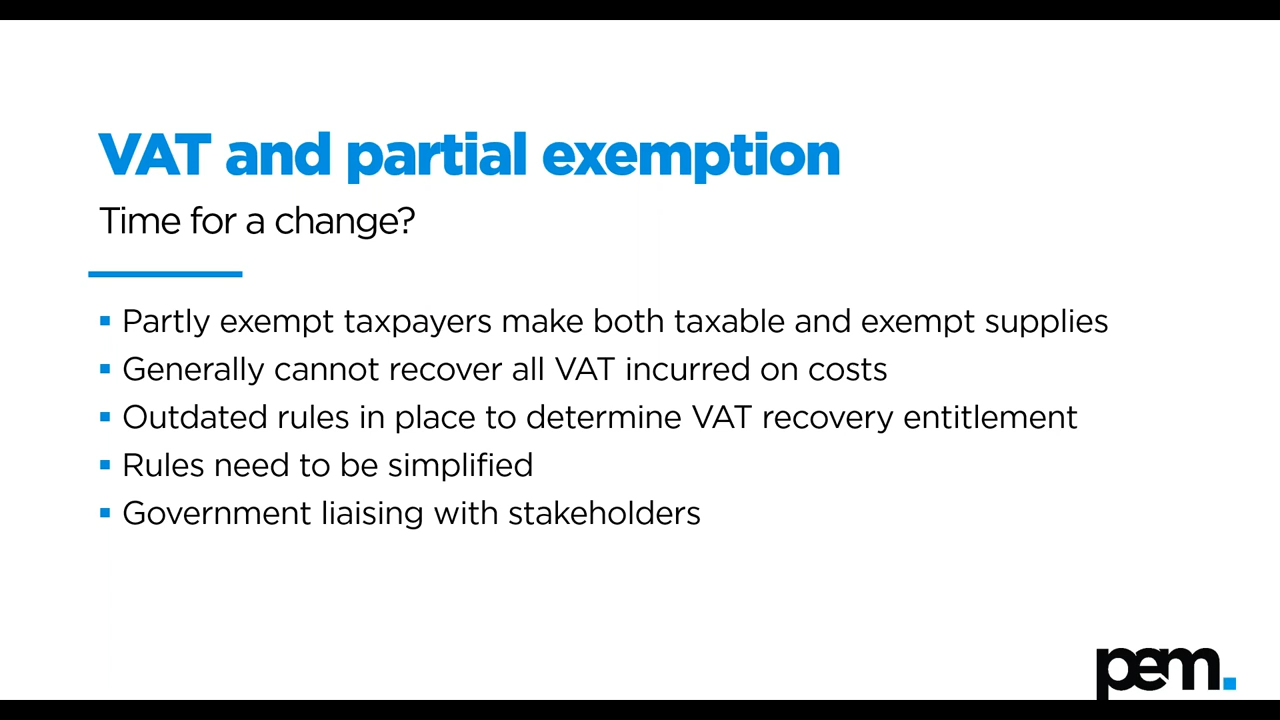 VAT and partial exemption
Time for a change?
Partly exempt taxpayers make both taxable and exempt supplies
Generally cannot recover all VAT incurred on costs
Outdated rules in place to determine VAT recovery entitlement
Rules need to be simplified
Government liaising with stakeholders
pem.